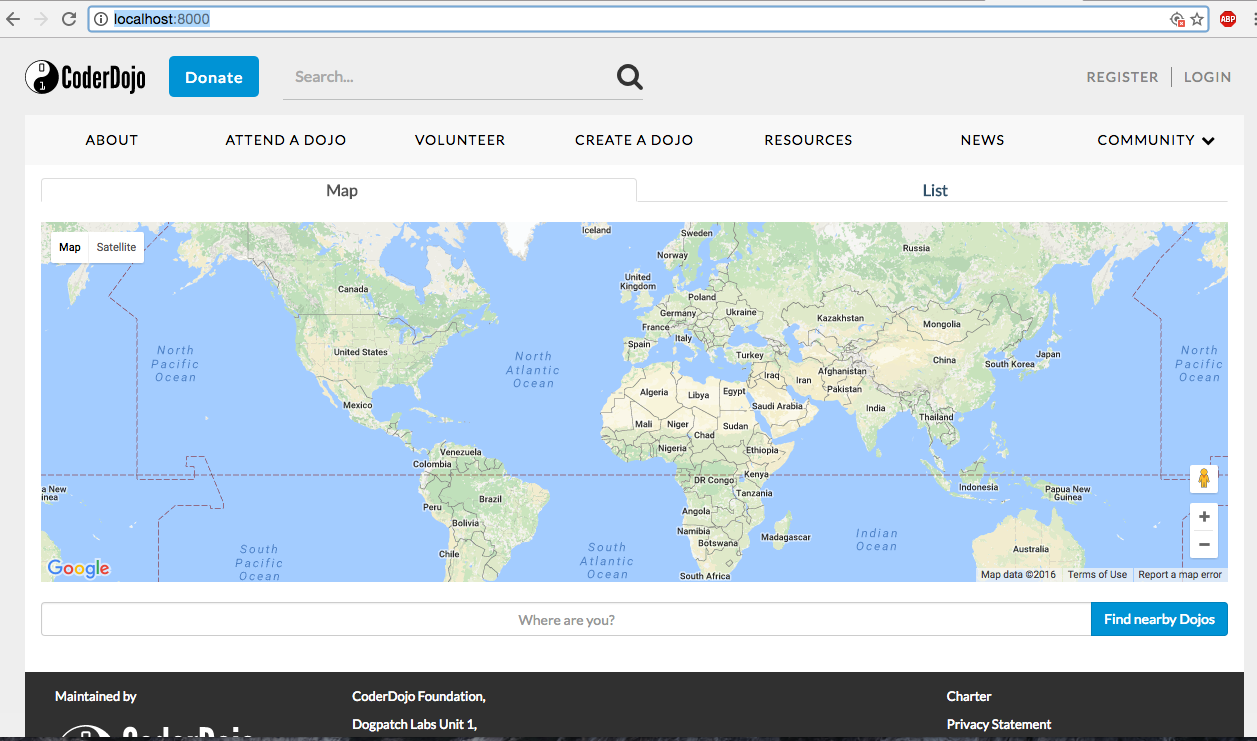 localhost:8000
ABP
0
1
CoderDojo
Donate
Search...
REGISTER
LOGIN
ABOUT
ATTEND A DOJO
VOLUNTEER
CREATE A DOJO
RESOURCES
NEWS
COMMUNITY
Map
List
Map
Satellite
Iceland
Sweden
Norway
Russia
United
Kingdom
Canada
Poland
Germany
Ukraine
Kazakhstan
Mongolia
France
Italy
Spain
North
Pacific
Ocean
United States
North
Atlantic
Ocean
Turkey
China
Japan
South Korea
North
Pacific
Ocean
Iraq
Iran
Afghanistan
Pakistan
Algeria
Libya
Egypt
Mexico
Saudi Arabia
India
Thailand
Mali
Niger
Chad
Sudan
Nigeria
Ethiopia
Venezuela
Colombia
Kenya
DR Congo
Tanzania
Indonesia
Papua New
Guinea
a New
inea
Peru
Brazil
Bolivia
Angola
Namibia
Botswana
Madagascar
Indian
Ocean
Australia
South
Pacific
Ocean
Chile
South
Atlantic
Ocean
South Africa
+
−
Google
Map data ©2016
Terms of Use
Report a map error
Where are you?
Find nearby Dojos
Maintained by
CoderDojo Foundation,
Charter
Dogpatch Labs Unit 1,
Privacy Statement
CoderDojo